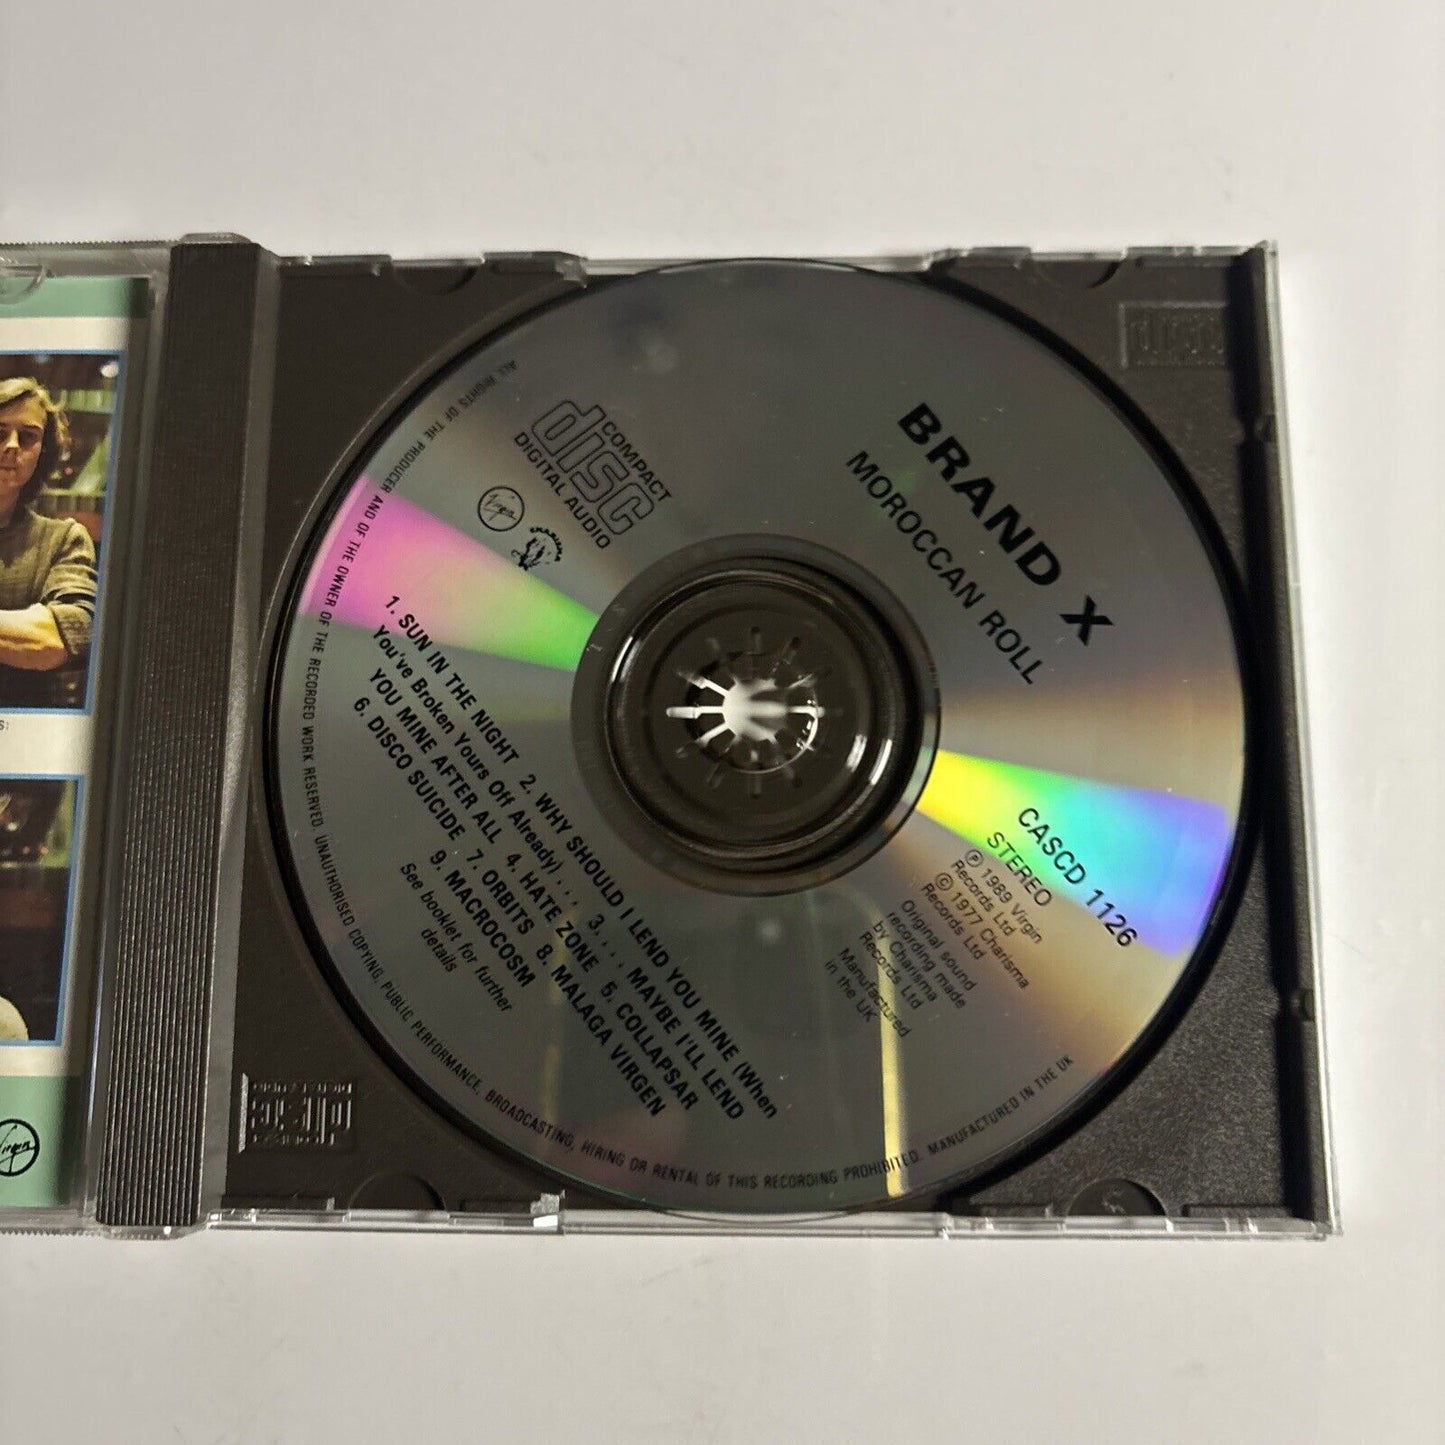 BRAND X
MOROCCAN ROLL
COMPACT
disc
DIGITAL AUDIO
Virgin
CHARISMA
CASCD 1126
STEREO
℗ 1989 Virgin
Records Ltd
© 1977 Charisma
Records Ltd
Original sound
recording made
by Charisma
Records Ltd
Manufactured
in the UK
1. SUN IN THE NIGHT 2. WHY SHOULD I LEND YOU MINE (When
You've Broken Yours Off Already) . . . 3. . . . MAYBE I'LL LEND
YOU MINE AFTER ALL 4. HATE ZONE 5. COLLAPSAR
6. DISCO SUICIDE 7. ORBITS 8. MALAGA VIRGEN
9. MACROCOSM
See booklet for further
details
ALL RIGHTS OF THE PRODUCER AND OF THE OWNER OF THE RECORDED WORK RESERVED. UNAUTHORISED COPYING, PUBLIC PERFORMANCE, BROADCASTING, HIRING OR RENTAL OF THIS RECORDING PROHIBITED. MANUFACTURED IN THE UK
S:
Virgin
disc